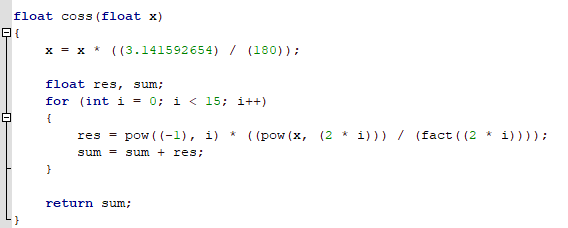 float coss(float x)
{
x = x * ((3.141592654) / (180));
float res, sum;
for (int i = 0; i < 15; i++)
{
res = pow((-1), i) * ((pow(x, (2 * i))) / (fact((2 * i))));
sum = sum + res;
}
return sum;
}